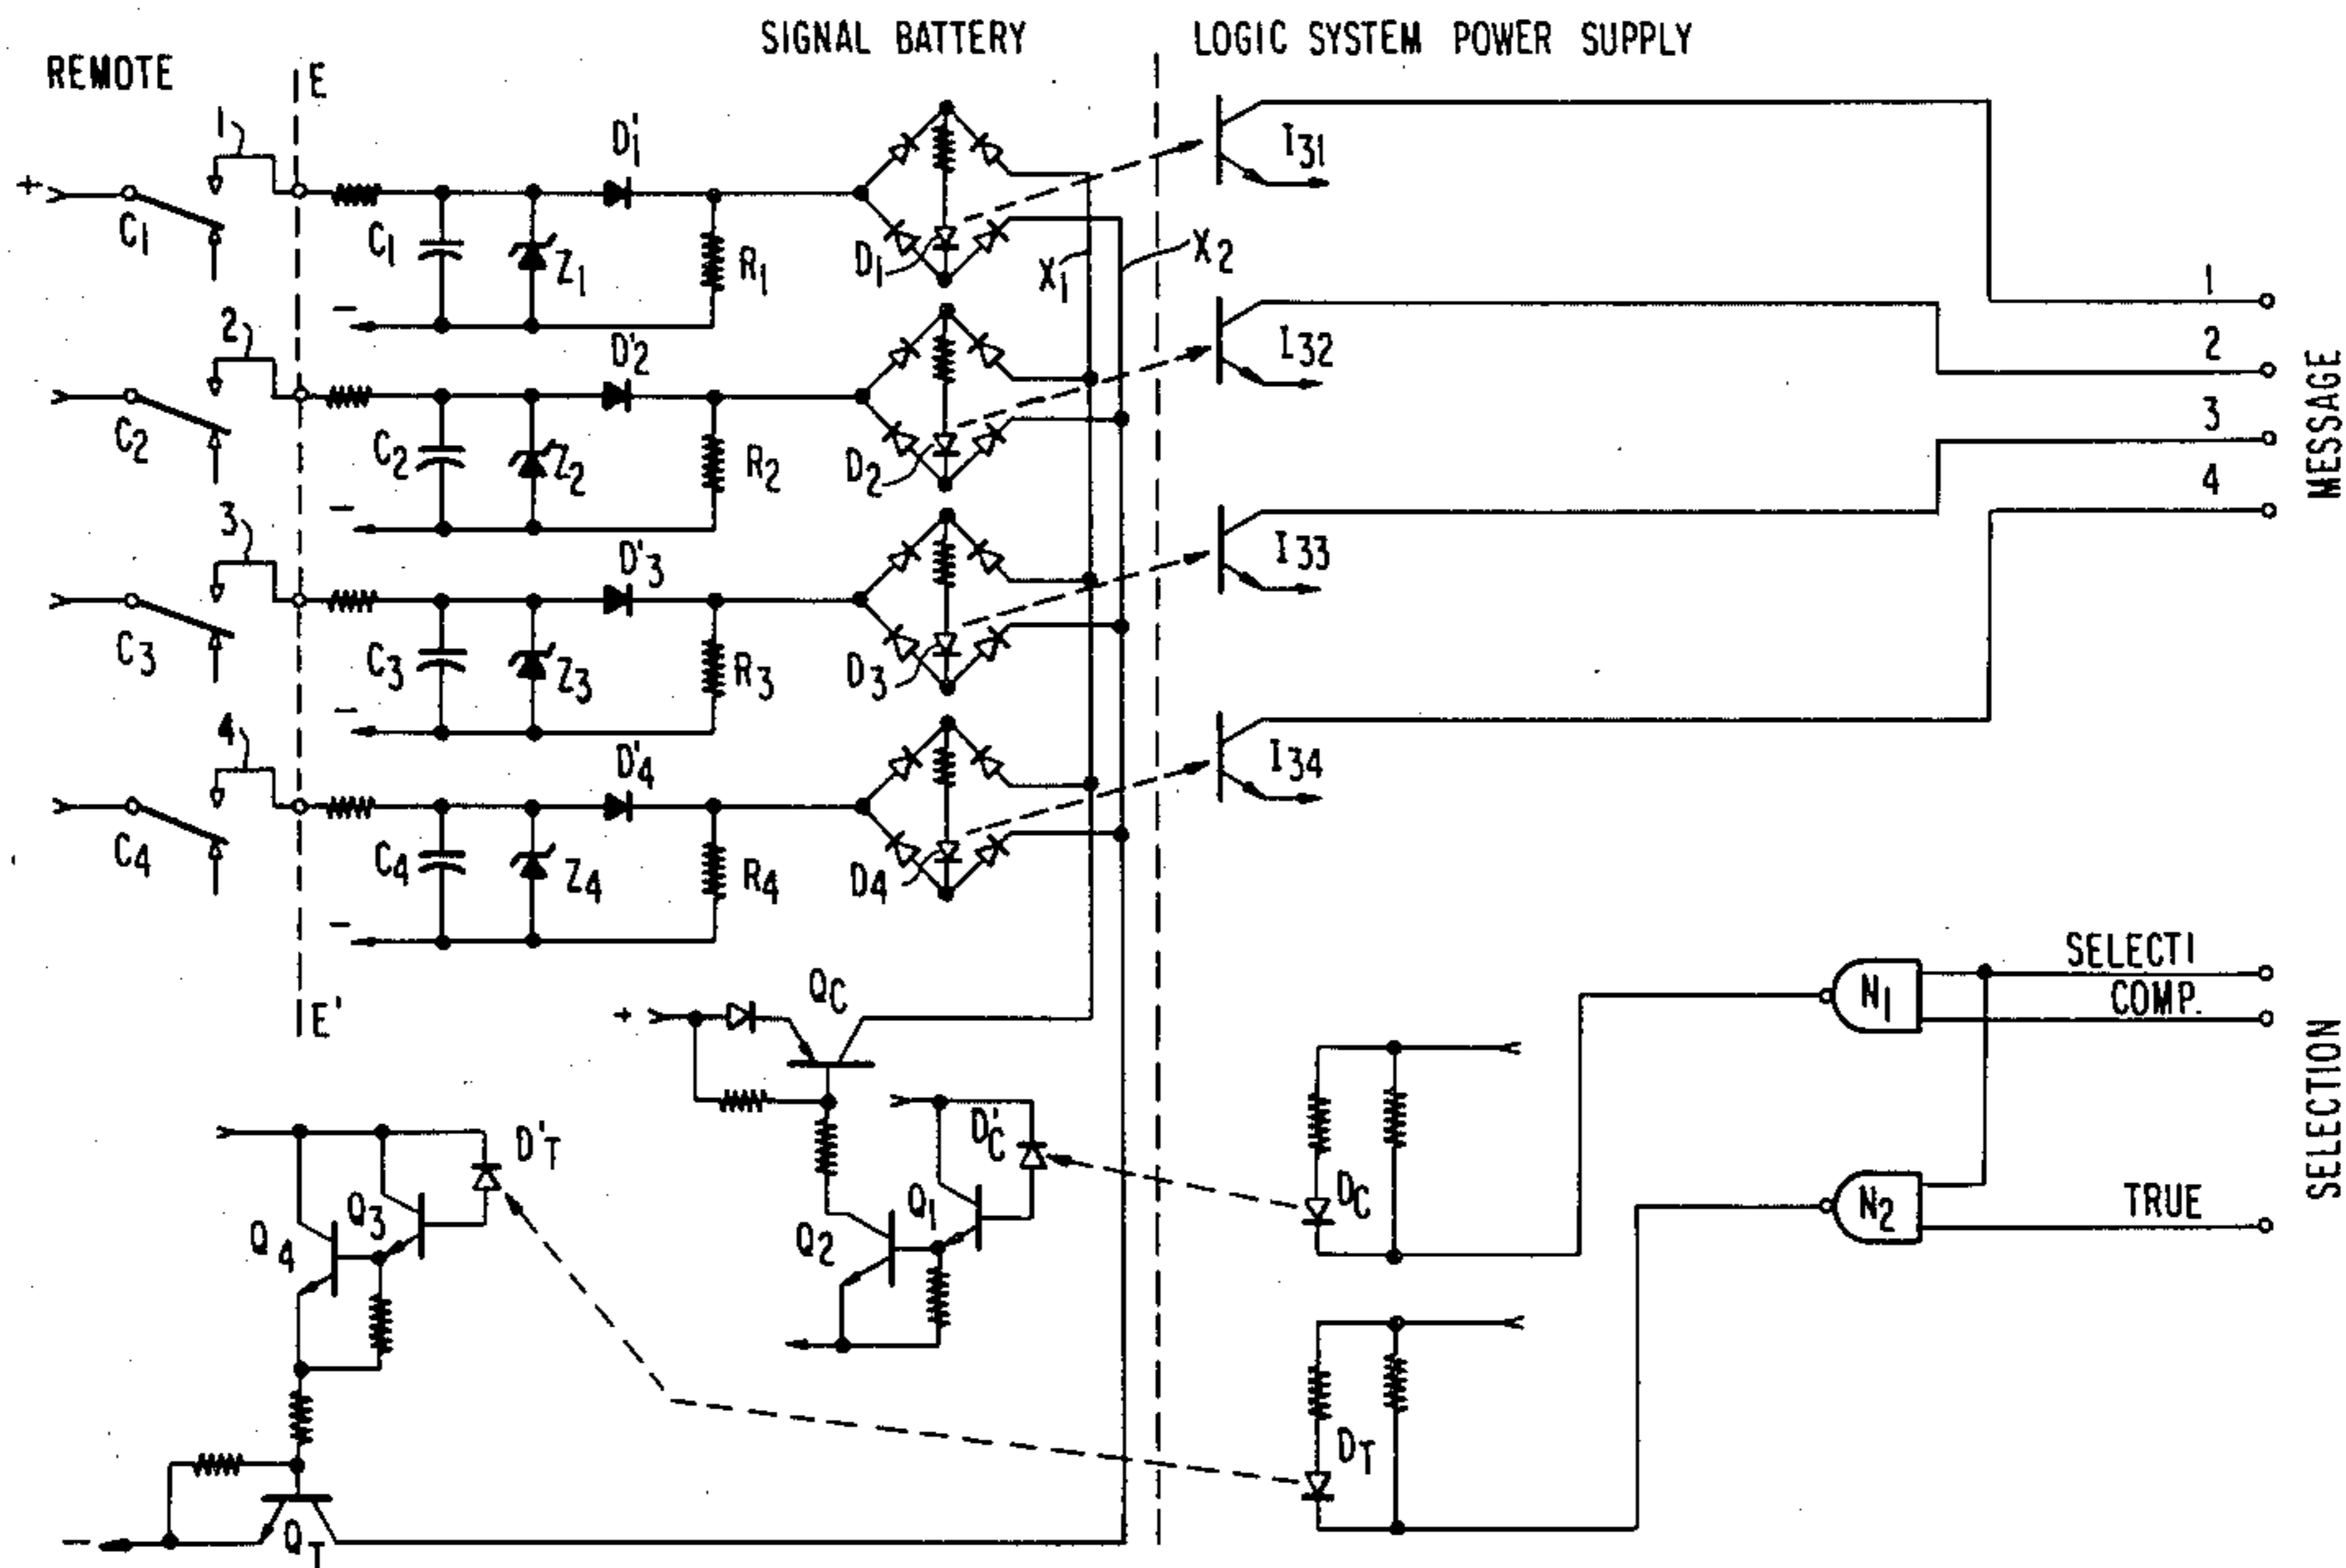 SIGNAL BATTERY
LOGIC SYSTEM POWER SUPPLY
REMOTE
E
1
+
C1
C1
Z1
D'1
R1
D1
X1
X2
I31
1
−
2
C2
C2
Z2
D'2
R2
D2
I32
2
−
3
C3
C3
Z3
D'3
R3
D3
I33
3
−
4
C4
C4
Z4
D'4
R4
D4
I34
4
−
MESSAGE
E'
+
QC
SELECTI
COMP.
N1
TRUE
N2
SELECTION
D'C
DC
Q1
Q2
D'T
Q3
Q4
DT
−
QT